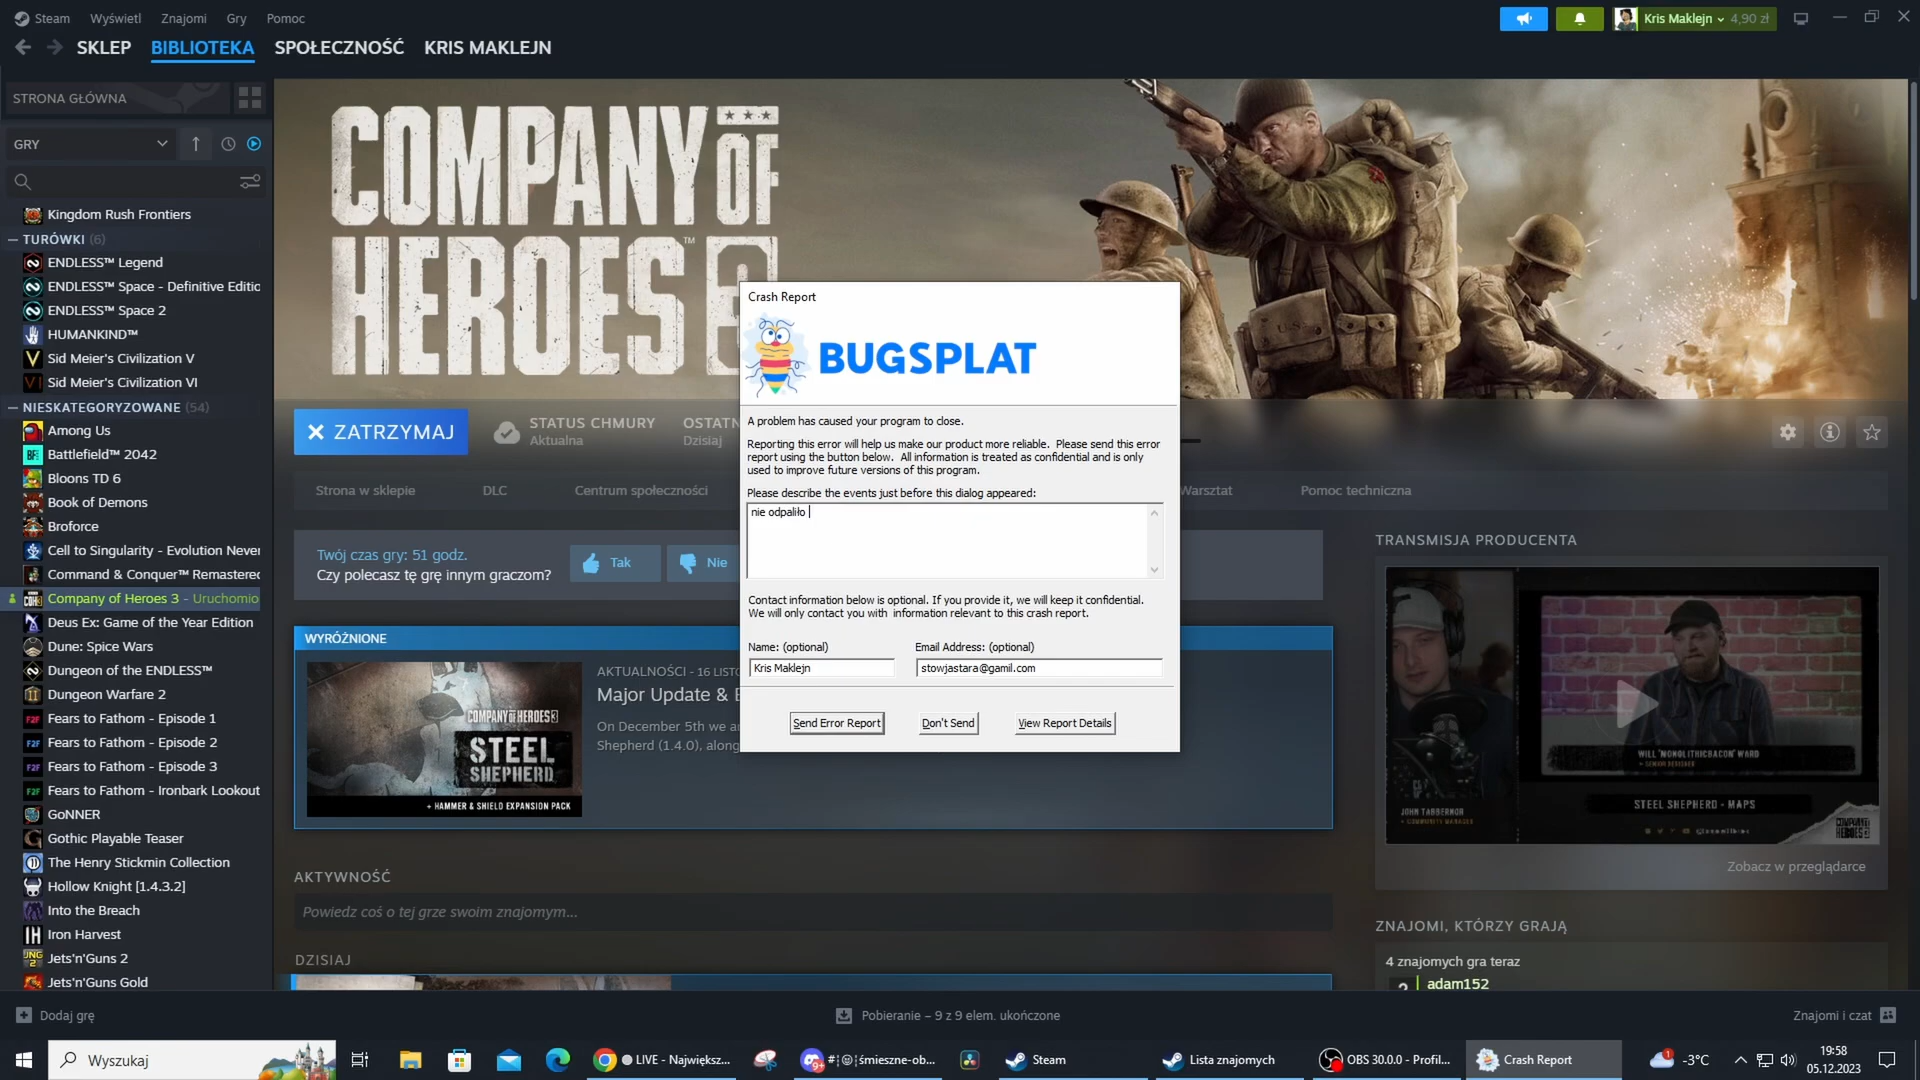 Steam Wyświetl Znajomi Gry Pomoc
Kris Maklejn 4,90 zł
SKLEP BIBLIOTEKA SPOŁECZNOŚĆ KRIS MAKLEJN
STRONA GŁÓWNA
GRY
Kingdom Rush Frontiers
TURÓWKI (6)
ENDLESS™ Legend
ENDLESS™ Space - Definitive Editic
ENDLESS™ Space 2
HUMANKIND™
Sid Meier's Civilization V
Sid Meier's Civilization VI
NIESKATEGORYZOWANE (54)
Among Us
Battlefield™ 2042
Bloons TD 6
Book of Demons
Broforce
Cell to Singularity - Evolution Never
Command & Conquer™ Remastered
Company of Heroes 3 - Uruchomio
Deus Ex: Game of the Year Edition
Dune: Spice Wars
Dungeon of the ENDLESS™
Dungeon Warfare 2
Fears to Fathom - Episode 1
Fears to Fathom - Episode 2
Fears to Fathom - Episode 3
Fears to Fathom - Ironbark Lookout
GoNNER
Gothic Playable Teaser
The Henry Stickmin Collection
Hollow Knight [1.4.3.2]
Into the Breach
Iron Harvest
Jets'n'Guns 2
Jets'n'Guns Gold
COMPANY OF
HEROES™ 3
ZATRZYMAJ
STATUS CHMURY
Aktualna
OSTATN
Dzisiaj
Strona w sklepie DLC Centrum społeczności Warsztat Pomoc techniczna
Twój czas gry: 51 godz.
Czy polecasz tę grę innym graczom?
Tak
Nie
WYRÓŻNIONE
COMPANY OF HEROES 3
STEEL
SHEPHERD
+ HAMMER & SHIELD EXPANSION PACK
AKTUALNOŚCI - 16 LISTO
Major Update & E
On December 5th we a
Shepherd (1.4.0), along
AKTYWNOŚĆ
Powiedz coś o tej grze swoim znajomym...
DZISIAJ
Crash Report
BUGSPLAT
A problem has caused your program to close.
Reporting this error will help us make our product more reliable. Please send this error
report using the button below. All information is treated as confidential and is only
used to improve future versions of this program.
Please describe the events just before this dialog appeared:
nie odpaliło
Contact information below is optional. If you provide it, we will keep it confidential.
We will only contact you with information relevant to this crash report.
Name: (optional) Email Address: (optional)
Kris Maklejn stowjastara@gamil.com
Send Error Report Don't Send View Report Details
TRANSMISJA PRODUCENTA
WILL "MONOLITHICBACON" WARD
JOHN TABBERNOR
STEEL SHEPHERD - MAPS
Zobacz w przeglądarce
ZNAJOMI, KTÓRZY GRAJĄ
4 znajomych gra teraz
adam152
Dodaj grę
Pobieranie – 9 z 9 elem. ukończone
Znajomi i czat
Wyszukaj
LIVE - Największ...
#¦😂¦śmieszne-ob...
Steam
Lista znajomych
OBS 30.0.0 - Profil...
Crash Report
-3°C
19:58
05.12.2023